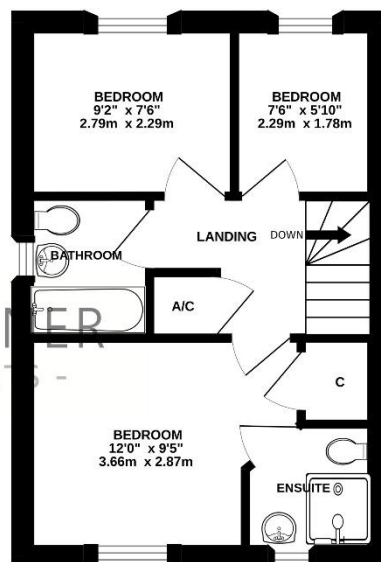 BEDROOM
9'2" x 7'6"
2.79m x 2.29m
BEDROOM
7'6" x 5'10"
2.29m x 1.78m
LANDING
DOWN
BATHROOM
A/C
C
BEDROOM
12'0" x 9'5"
3.66m x 2.87m
ENSUITE